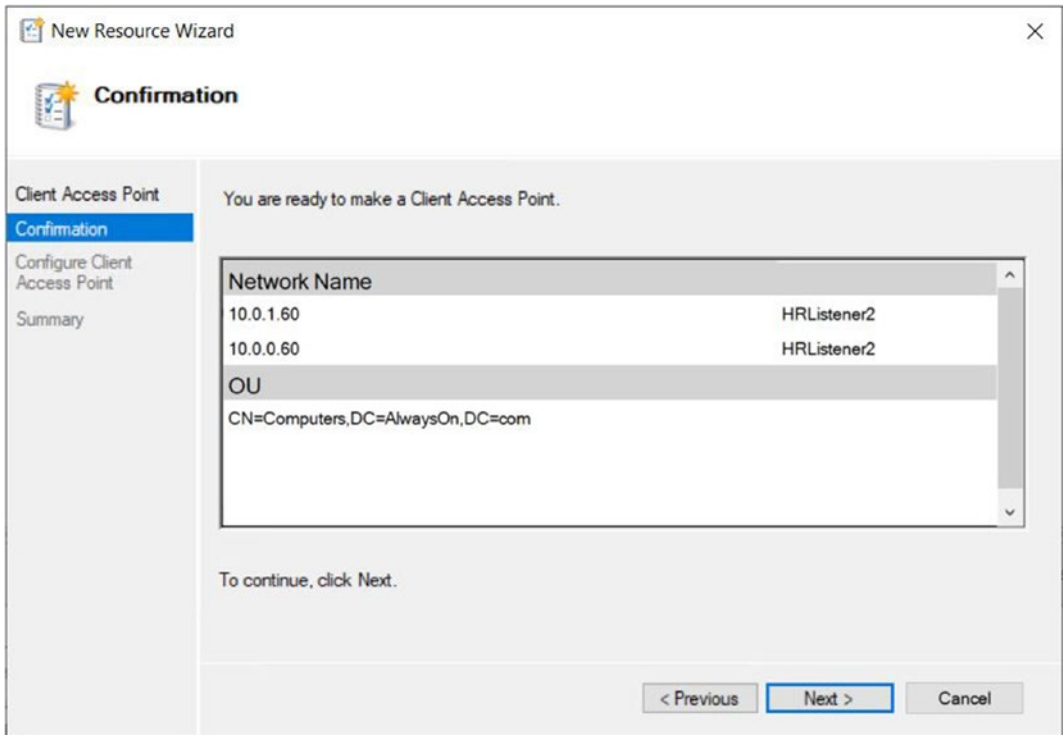 New Resource Wizard
Confirmation
Client Access Point
Confirmation
Configure Client
Access Point
Summary
You are ready to make a Client Access Point.
Network Name
10.0.1.60 HRListener2
10.0.0.60 HRListener2
OU
CN=Computers,DC=AlwaysOn,DC=com
To continue, click Next.
< Previous Next > Cancel